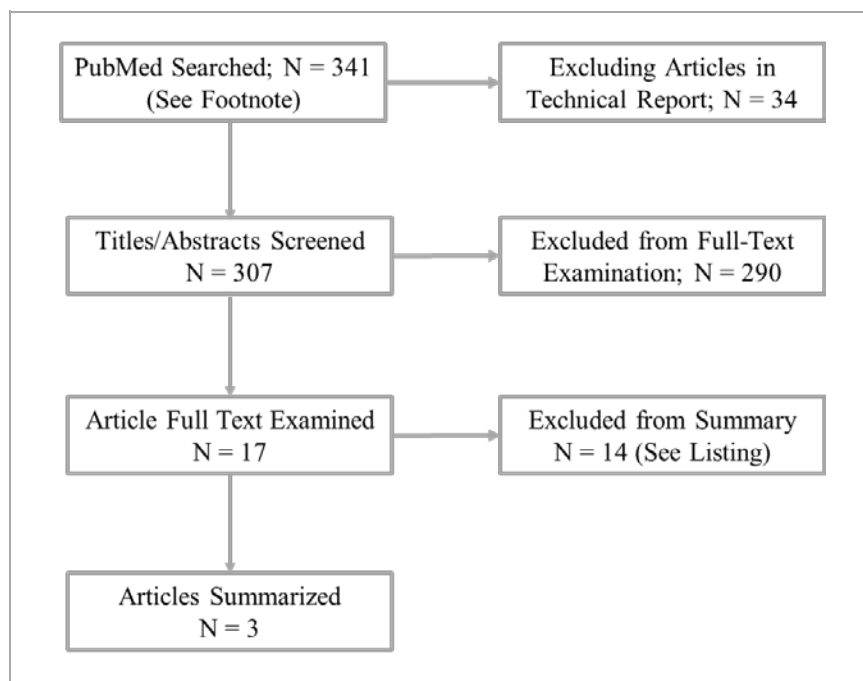 PubMed Searched; N = 341
(See Footnote)
Excluding Articles in
Technical Report; N = 34
Titles/Abstracts Screened
N = 307
Excluded from Full-Text
Examination; N = 290
Article Full Text Examined
N = 17
Excluded from Summary
N = 14 (See Listing)
Articles Summarized
N = 3